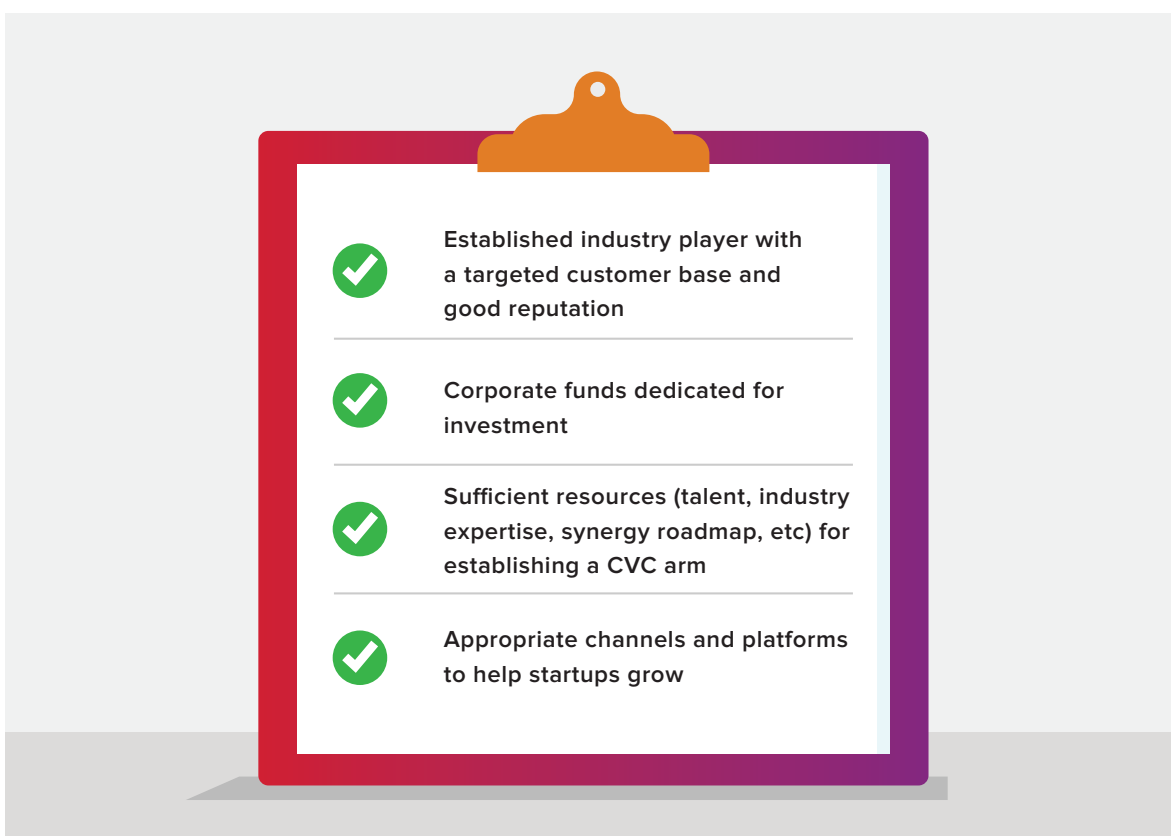 Established industry player with
a targeted customer base and
good reputation
Corporate funds dedicated for
investment
Sufficient resources (talent, industry
expertise, synergy roadmap, etc) for
establishing a CVC arm
Appropriate channels and platforms
to help startups grow